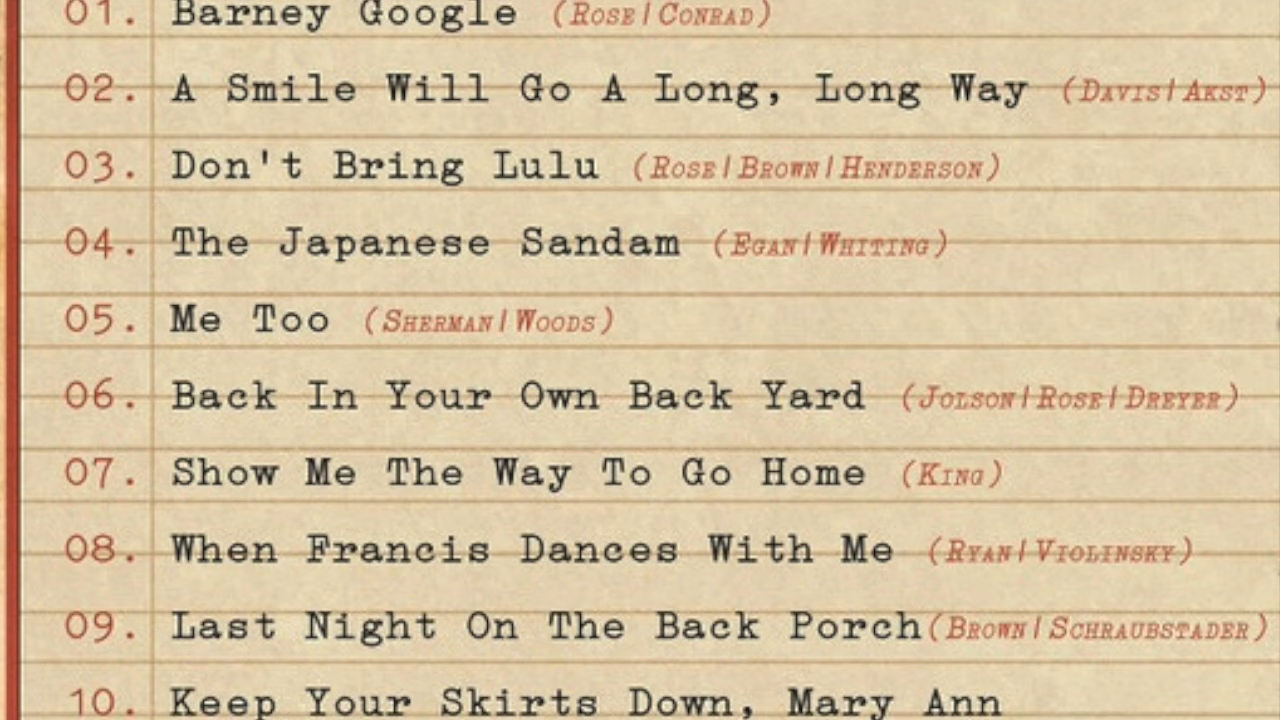 01. Barney Google (Rose|Conrad)
02. A Smile Will Go A Long, Long Way (Davis|Akst)
03. Don't Bring Lulu (Rose|Brown|Henderson)
04. The Japanese Sandam (Egan|Whiting)
05. Me Too (Sherman|Woods)
06. Back In Your Own Back Yard (Jolson|Rose|Dreyer)
07. Show Me The Way To Go Home (King)
08. When Francis Dances With Me (Ryan|Violinsky)
09. Last Night On The Back Porch (Brown|Schraubstader)
10. Keep Your Skirts Down, Mary Ann